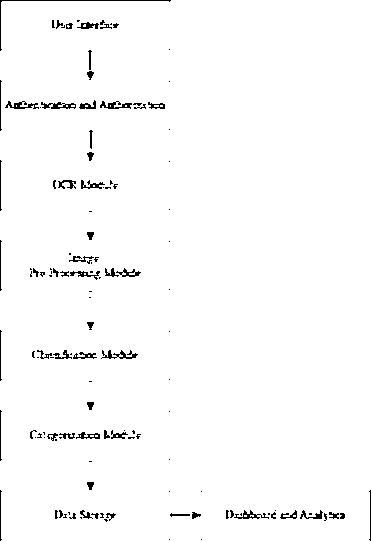 User Interface
Authentication and Authorization
OCR Module
Image
Pre Processing Module
Classification Module
Categorization Module
Data Storage
Dashboard and Analytics